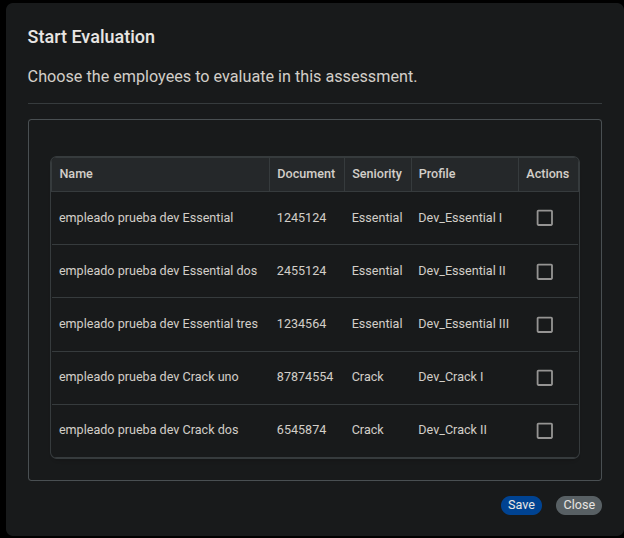 Start Evaluation
Choose the employees to evaluate in this assessment.
Name Document Seniority Profile Actions
empleado prueba dev Essential 1245124 Essential Dev_Essential I
empleado prueba dev Essential dos 2455124 Essential Dev_Essential II
empleado prueba dev Essential tres 1234564 Essential Dev_Essential III
empleado prueba dev Crack uno 87874554 Crack Dev_Crack I
empleado prueba dev Crack dos 6545874 Crack Dev_Crack II
Save Close